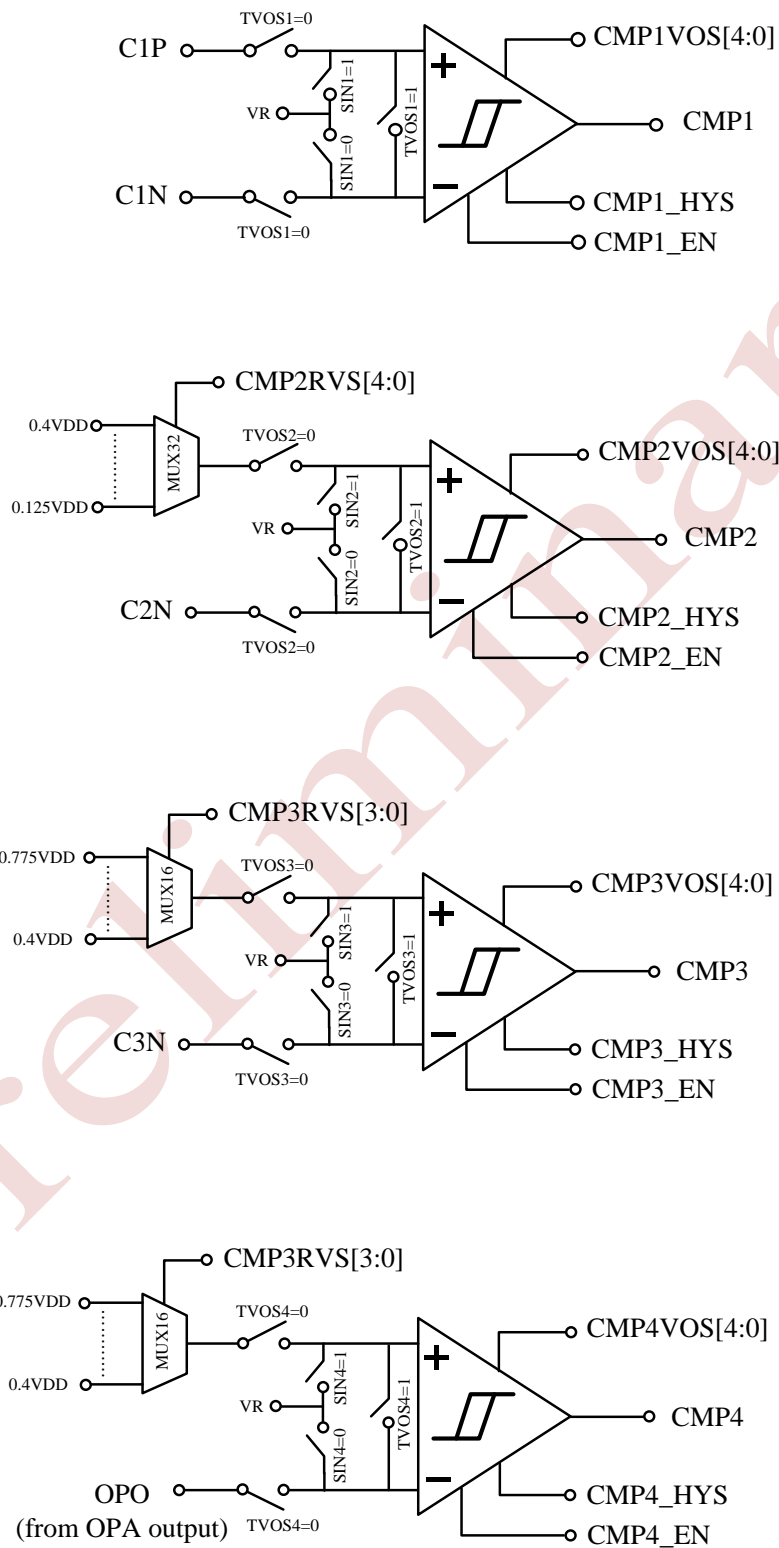 TVOS1=0
C1P
CMP1VOS[4:0]
SIN1=1
VR
TVOS1=1
SIN1=0
CMP1
C1N
TVOS1=0
CMP1_HYS
CMP1_EN
CMP2RVS[4:0]
0.4VDD
MUX32
TVOS2=0
CMP2VOS[4:0]
0.125VDD
SIN2=1
VR
TVOS2=1
SIN2=0
CMP2
C2N
TVOS2=0
CMP2_HYS
CMP2_EN
CMP3RVS[3:0]
0.775VDD
MUX16
TVOS3=0
CMP3VOS[4:0]
0.4VDD
SIN3=1
VR
TVOS3=1
SIN3=0
CMP3
C3N
TVOS3=0
CMP3_HYS
CMP3_EN
CMP3RVS[3:0]
0.775VDD
MUX16
TVOS4=0
CMP4VOS[4:0]
0.4VDD
SIN4=1
VR
TVOS4=1
SIN4=0
CMP4
OPO
(from OPA output)
TVOS4=0
CMP4_HYS
CMP4_EN